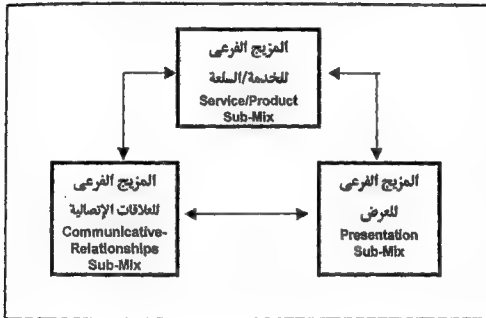 المزيج الفرعى
للخدمة/السلعة
Service/Product
Sub-Mix
المزيج الفرعى
للعرض
Presentation
Sub-Mix
المزيج الفرعى
للعلاقات الإتصالية
Communicative-
Relationships
Sub-Mix